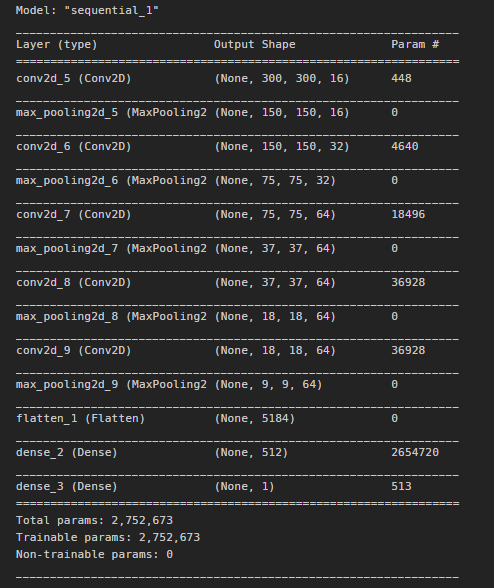 Model: "sequential_1"
_________________________________________________________________
Layer (type)                 Output Shape              Param #
=================================================================
conv2d_5 (Conv2D)            (None, 300, 300, 16)      448
_________________________________________________________________
max_pooling2d_5 (MaxPooling2 (None, 150, 150, 16)      0
_________________________________________________________________
conv2d_6 (Conv2D)            (None, 150, 150, 32)      4640
_________________________________________________________________
max_pooling2d_6 (MaxPooling2 (None, 75, 75, 32)        0
_________________________________________________________________
conv2d_7 (Conv2D)            (None, 75, 75, 64)        18496
_________________________________________________________________
max_pooling2d_7 (MaxPooling2 (None, 37, 37, 64)        0
_________________________________________________________________
conv2d_8 (Conv2D)            (None, 37, 37, 64)        36928
_________________________________________________________________
max_pooling2d_8 (MaxPooling2 (None, 18, 18, 64)        0
_________________________________________________________________
conv2d_9 (Conv2D)            (None, 18, 18, 64)        36928
_________________________________________________________________
max_pooling2d_9 (MaxPooling2 (None, 9, 9, 64)          0
_________________________________________________________________
flatten_1 (Flatten)          (None, 5184)              0
_________________________________________________________________
dense_2 (Dense)              (None, 512)               2654720
_________________________________________________________________
dense_3 (Dense)              (None, 1)                 513
=================================================================
Total params: 2,752,673
Trainable params: 2,752,673
Non-trainable params: 0
_________________________________________________________________